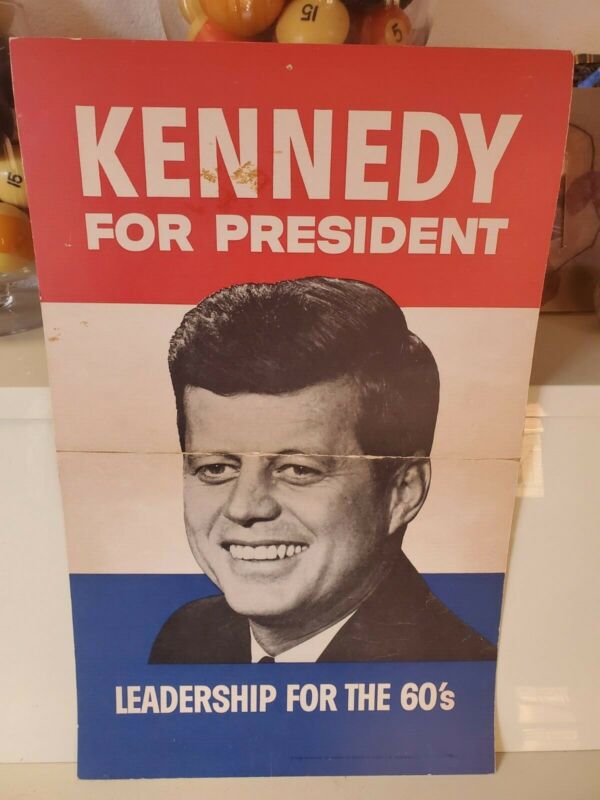 15
5
KENNEDY
FOR PRESIDENT
LEADERSHIP FOR THE 60's